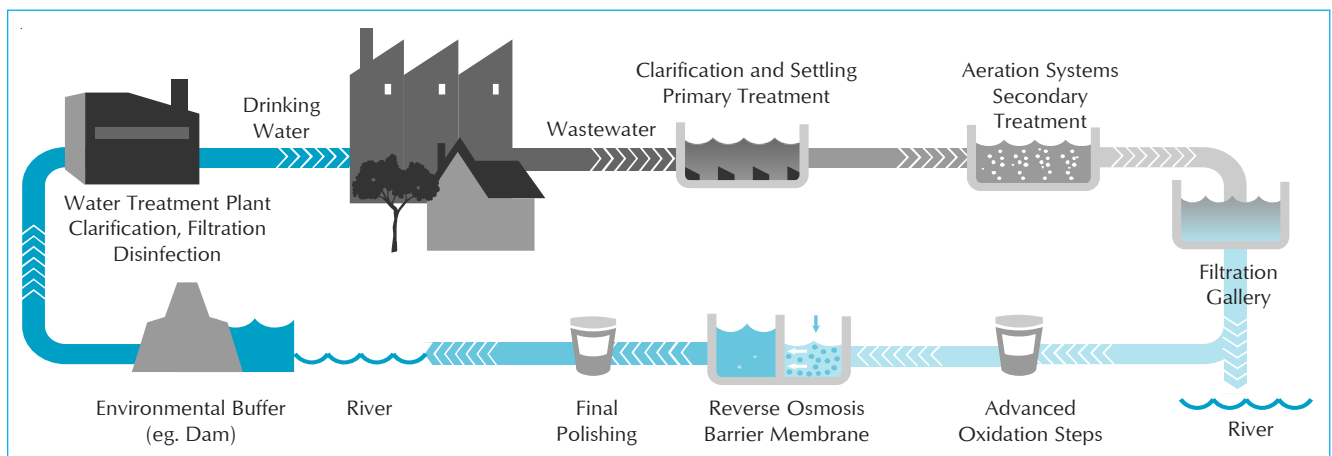 Drinking
Water
Wastewater
Clarification and Settling
Primary Treatment
Aeration Systems
Secondary
Treatment
Water Treatment Plant
Clarification, Filtration
Disinfection
Filtration
Gallery
Environmental Buffer
(eg. Dam)
River
Final
Polishing
Reverse Osmosis
Barrier Membrane
Advanced
Oxidation Steps
River